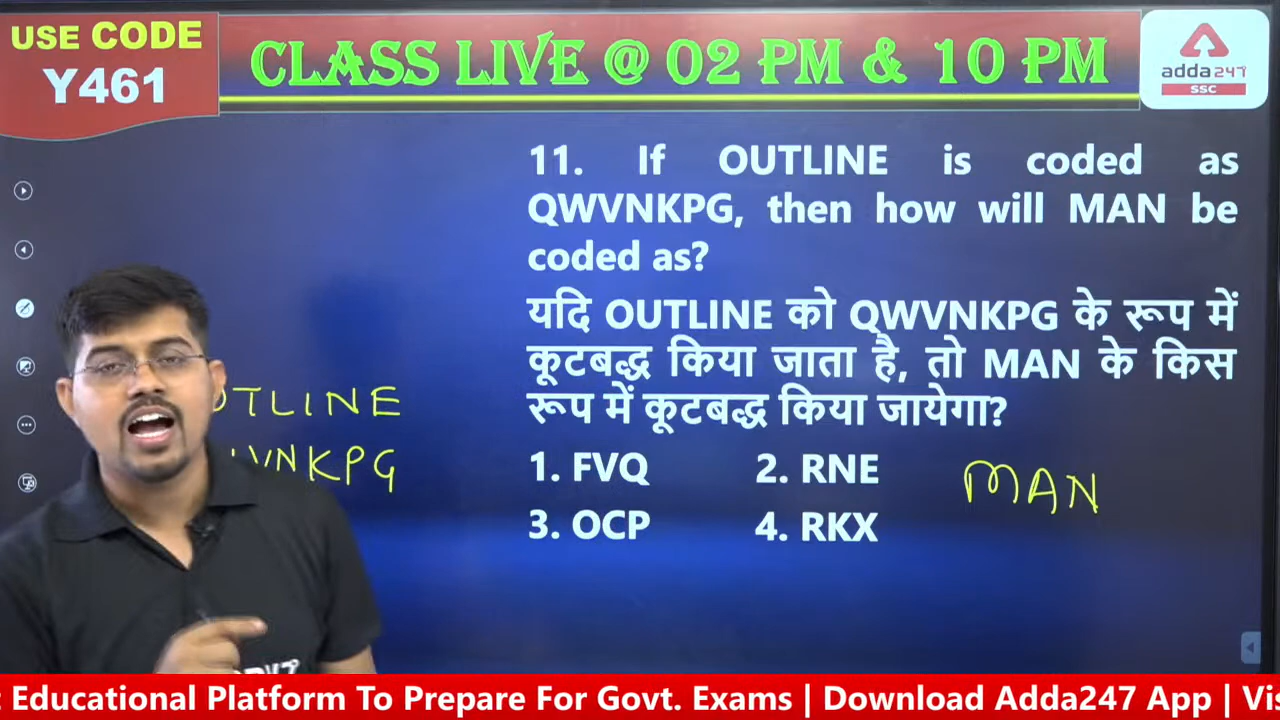 USE CODE
Y461
CLASS LIVE @ 02 PM & 10 PM
adda247
SSC
11. If OUTLINE is coded as
QWVNKPG, then how will MAN be
coded as?
यदि OUTLINE को QWVNKPG के रूप में
कूटबद्ध किया जाता है, तो MAN के किस
रूप में कूटबद्ध किया जायेगा?
1. FVQ 2. RNE
3. OCP 4. RKX
TLINE
VNKPG
MAN
Educational Platform To Prepare For Govt. Exams | Download Adda247 App |